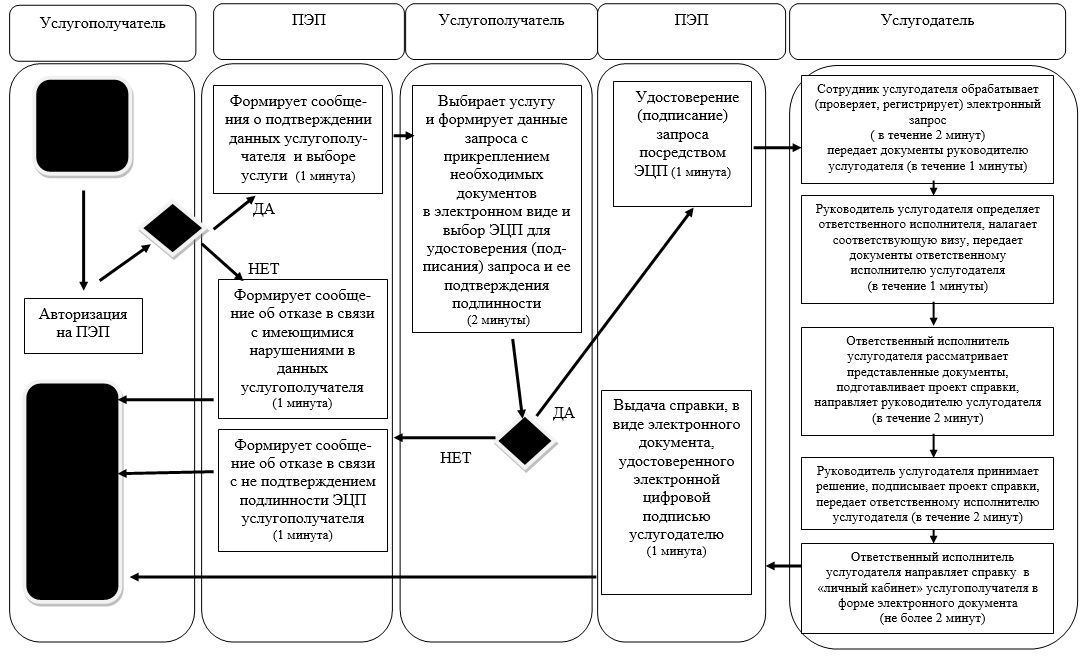 Услугополучатель
ПЭП
Услугополучатель
ПЭП
Услугодатель
Авторизация
на ПЭП
Формирует сообще-
ния о подтверждении
данных услугополу-
чателя и выборе
услуги (1 минута)
ДА
НЕТ
Формирует сообще-
ние об отказе в связи
с имеющимися
нарушениями в
данных
услугополучателя
(1 минута)
Формирует сообще-
ние об отказе в связи
с не подтверждением
подлинности ЭЦП
услугополучателя
(1 минута)
Выбирает услугу
и формирует данные
запроса с
прикреплением
необходимых
документов
в электронном виде и
выбор ЭЦП для
удостоверения (под-
писания) запроса и ее
подтверждения
подлинности
(2 минуты)
ДА
НЕТ
Удостоверение
(подписание)
запроса
посредством
ЭЦП (1 минута)
Выдача справки, в
виде электронного
документа,
удостоверенного
электронной
цифровой
подписью
услугодателю
(1 минута)
Сотрудник услугодателя обрабатывает
(проверяет, регистрирует) электронный
запрос
( в течение 2 минут)
передает документы руководителю
услугодателя (в течение 1 минуты)
Руководитель услугодателя определяет
ответственного исполнителя, налагает
соответствующую визу, передает
документы ответственному
исполнителю услугодателя
(в течение 1 минуты)
Ответственный исполнитель
услугодателя рассматривает
представленные документы,
подготавливает проект справки,
направляет руководителю услугодателя
(в течение 2 минут)
Руководитель услугодателя принимает
решение, подписывает проект справки,
передает ответственному исполнителю
услугодателя (в течение 2 минут)
Ответственный исполнитель
услугодателя направляет справку в
«личный кабинет» услугополучателя в
форме электронного документа
(не более 2 минут)